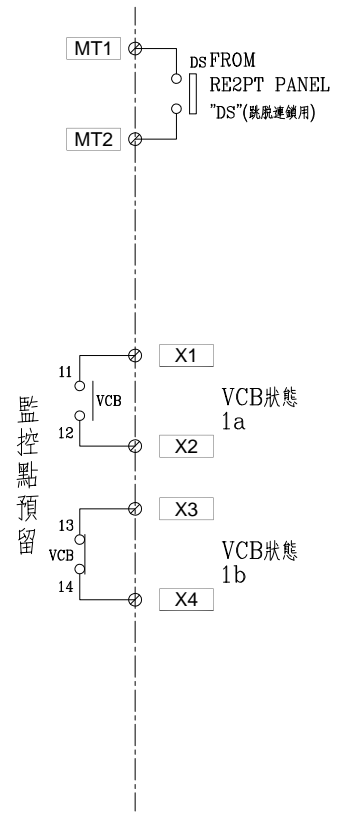 MT1
DS FROM
RE2PT PANEL
"DS"(跳脱連鎖用)
MT2
監控點預留
X1
11
VCB
12
X2
VCB狀態
1a
X3
13
VCB
14
X4
VCB狀態
1b